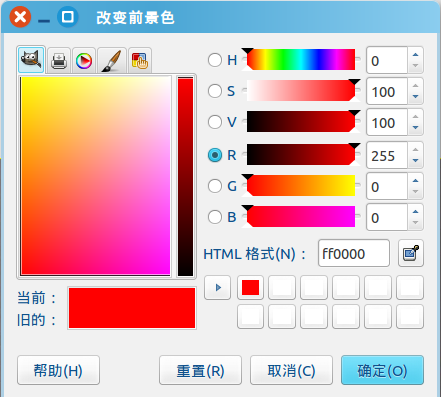 改变前景色
H 0
S 100
V 100
R 255
G 0
B 0
HTML 格式(N)： ff0000
当前：
旧的：
帮助(H) 重置(R) 取消(C) 确定(O)